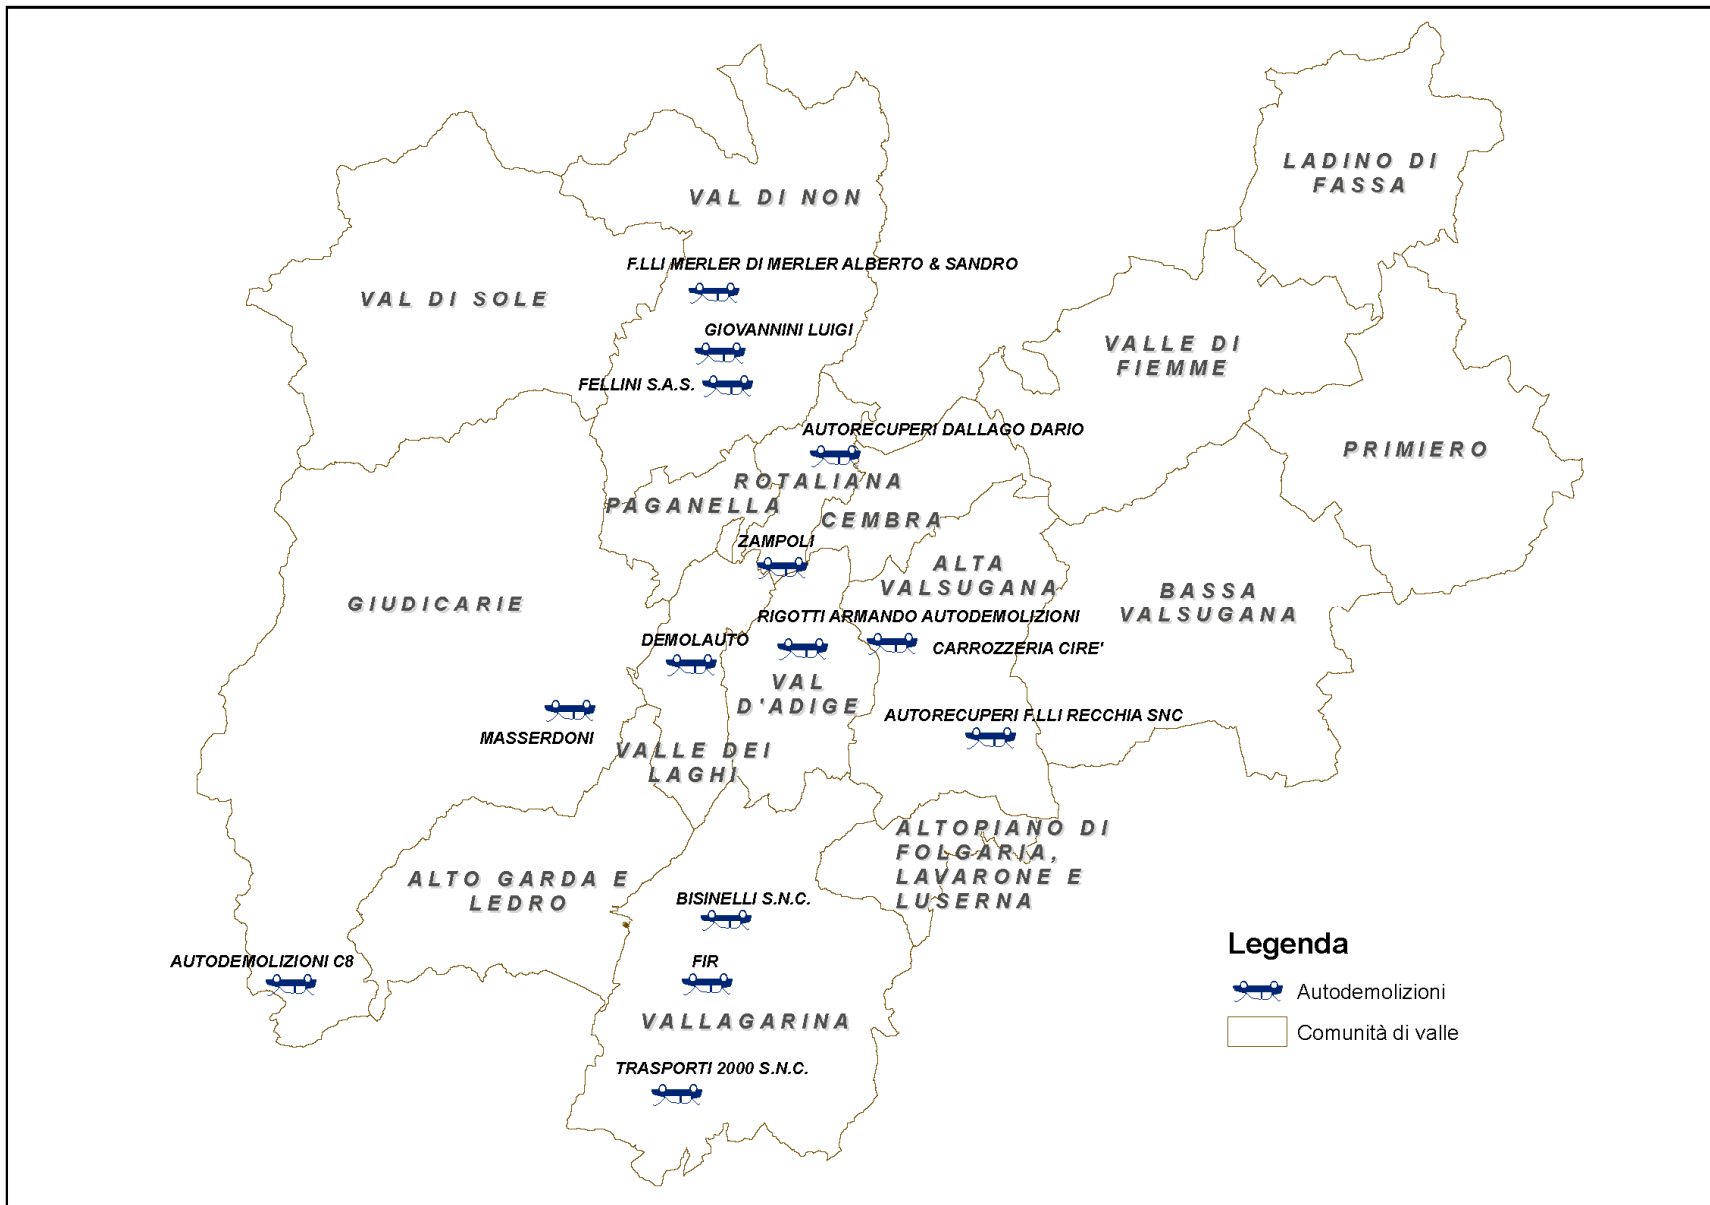 LADINO DI
FASSA
VAL DI NON
F.LLI MERLER DI MERLER ALBERTO & SANDRO
VAL DI SOLE
GIOVANNINI LUIGI
VALLE DI
FIEMME
FELLINI S.A.S.
AUTORECUPERI DALLAGO DARIO
PRIMIERO
ROTALIANA
PAGANELLA
CEMBRA
ZAMPOLI
ALTA
VALSUGANA
BASSA
VALSUGANA
GIUDICARIE
RIGOTTI ARMANDO AUTODEMOLIZIONI
DEMOLAUTO
CARROZZERIA CIRE'
VAL
D'ADIGE
AUTORECUPERI F.LLI RECCHIA SNC
MASSERDONI
VALLE DEI
LAGHI
ALTOPIANO DI
FOLGARIA,
LAVARONE E
LUSERNA
ALTO GARDA E
LEDRO
BISINELLI S.N.C.
AUTODEMOLIZIONI C8
FIR
VALLAGARINA
TRASPORTI 2000 S.N.C.
Legenda
Autodemolizioni
Comunità di valle